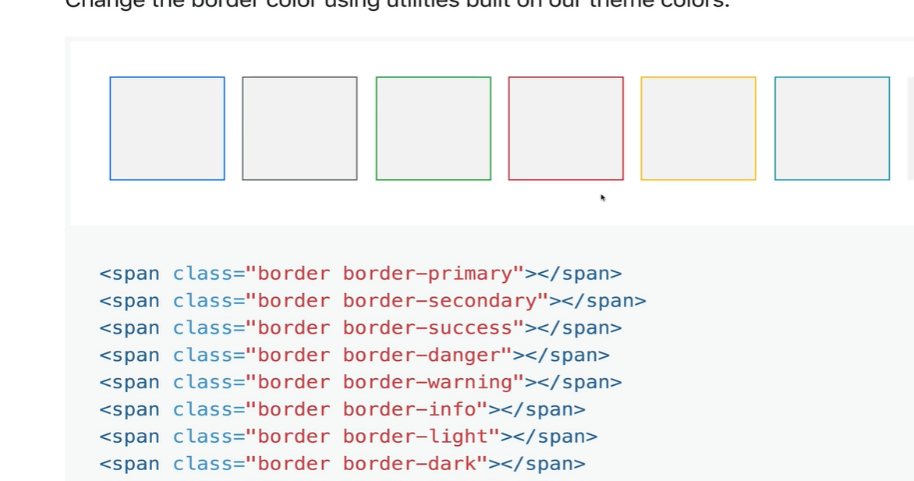 Change the border color using utilities built on our theme colors.
<span class="border border-primary"></span>
<span class="border border-secondary"></span>
<span class="border border-success"></span>
<span class="border border-danger"></span>
<span class="border border-warning"></span>
<span class="border border-info"></span>
<span class="border border-light"></span>
<span class="border border-dark"></span>